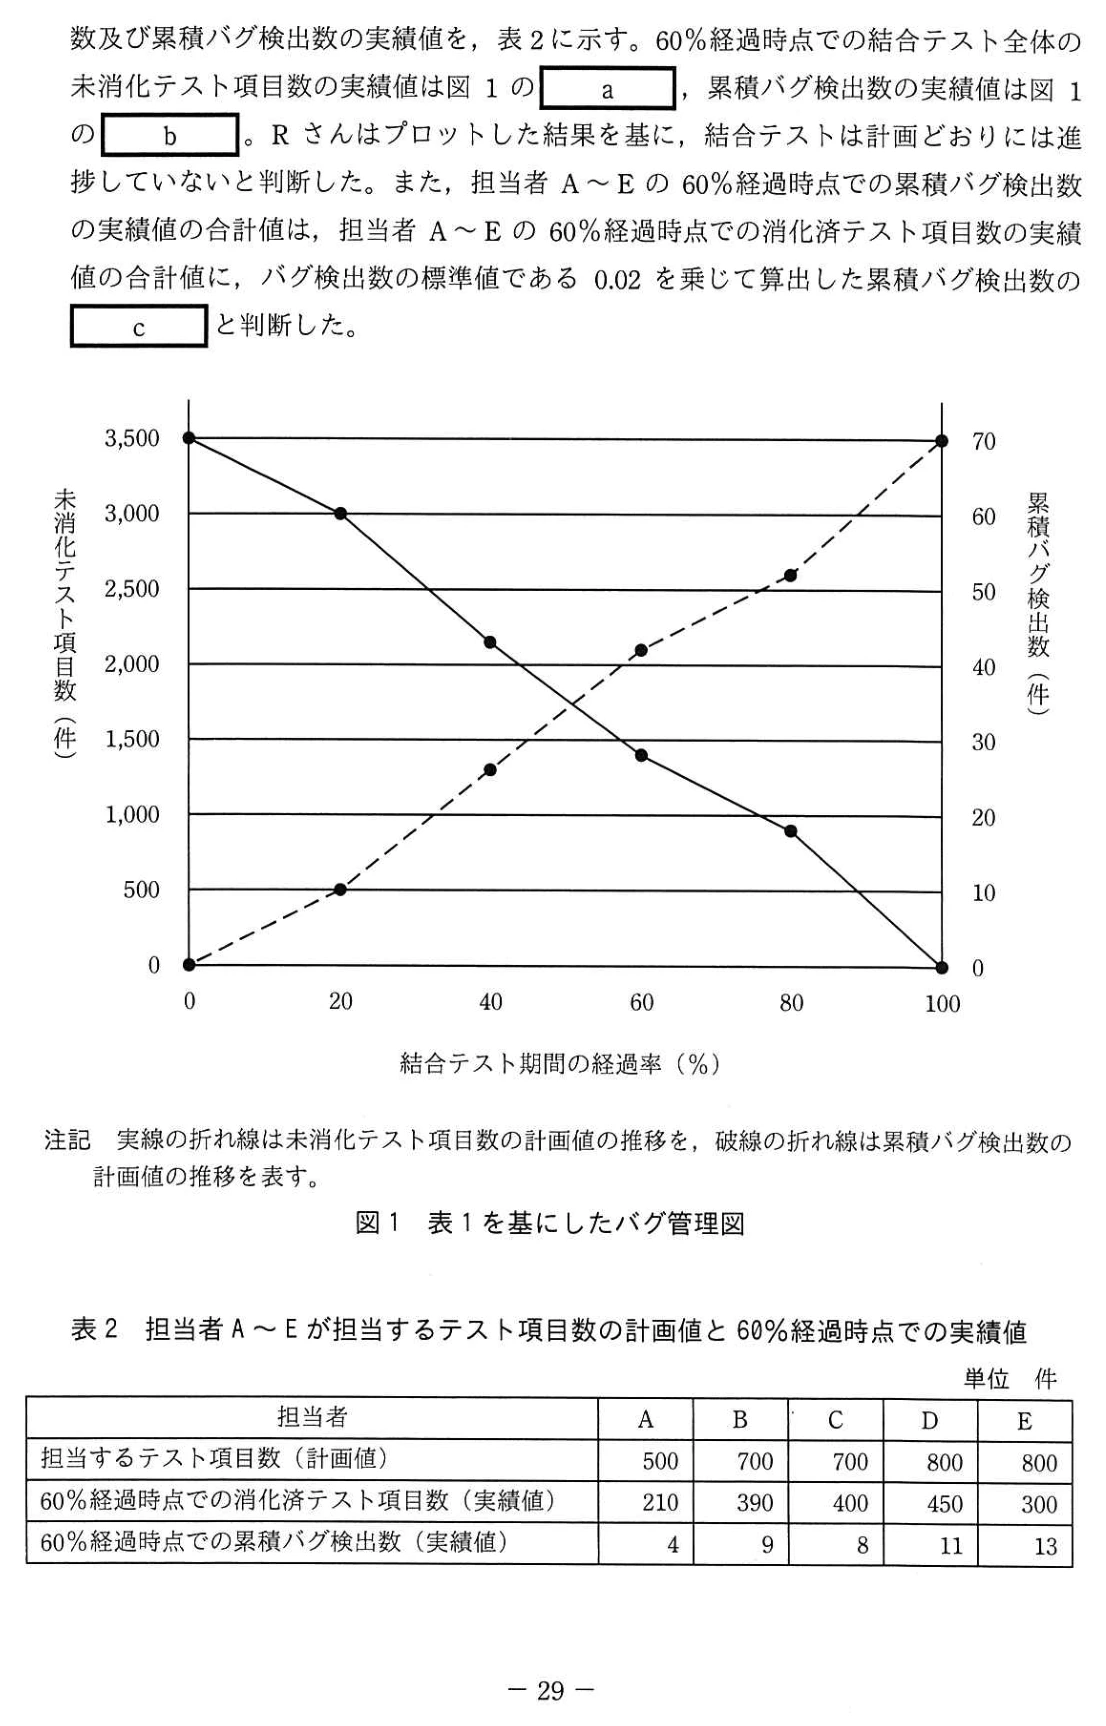 数及び累積バグ検出数の実績値を，表2に示す。60％経過時点での結合テスト全体の
未消化テスト項目数の実績値は図 1 の a ，累積バグ検出数の実績値は図 1
の b 。R さんはプロットした結果を基に，結合テストは計画どおりには進
捗していないと判断した。また，担当者 A～E の 60％経過時点での累積バグ検出数
の実績値の合計値は，担当者 A～E の 60％経過時点での消化済テスト項目数の実績
値の合計値に，バグ検出数の標準値である 0.02 を乗じて算出した累積バグ検出数の
c と判断した。
未消化テスト項目数（件）
3,500
3,000
2,500
2,000
1,500
1,000
500
0
70
60
50
40
30
20
10
0
累積バグ検出数（件）
0 20 40 60 80 100
結合テスト期間の経過率（％）
注記　実線の折れ線は未消化テスト項目数の計画値の推移を，破線の折れ線は累積バグ検出数の
計画値の推移を表す。
図1　表1を基にしたバグ管理図
表2　担当者A～Eが担当するテスト項目数の計画値と60％経過時点での実績値
単位　件
担当者 A B C D E
担当するテスト項目数（計画値） 500 700 700 800 800
60％経過時点での消化済テスト項目数（実績値） 210 390 400 450 300
60％経過時点での累積バグ検出数（実績値） 4 9 8 11 13
－ 29 －